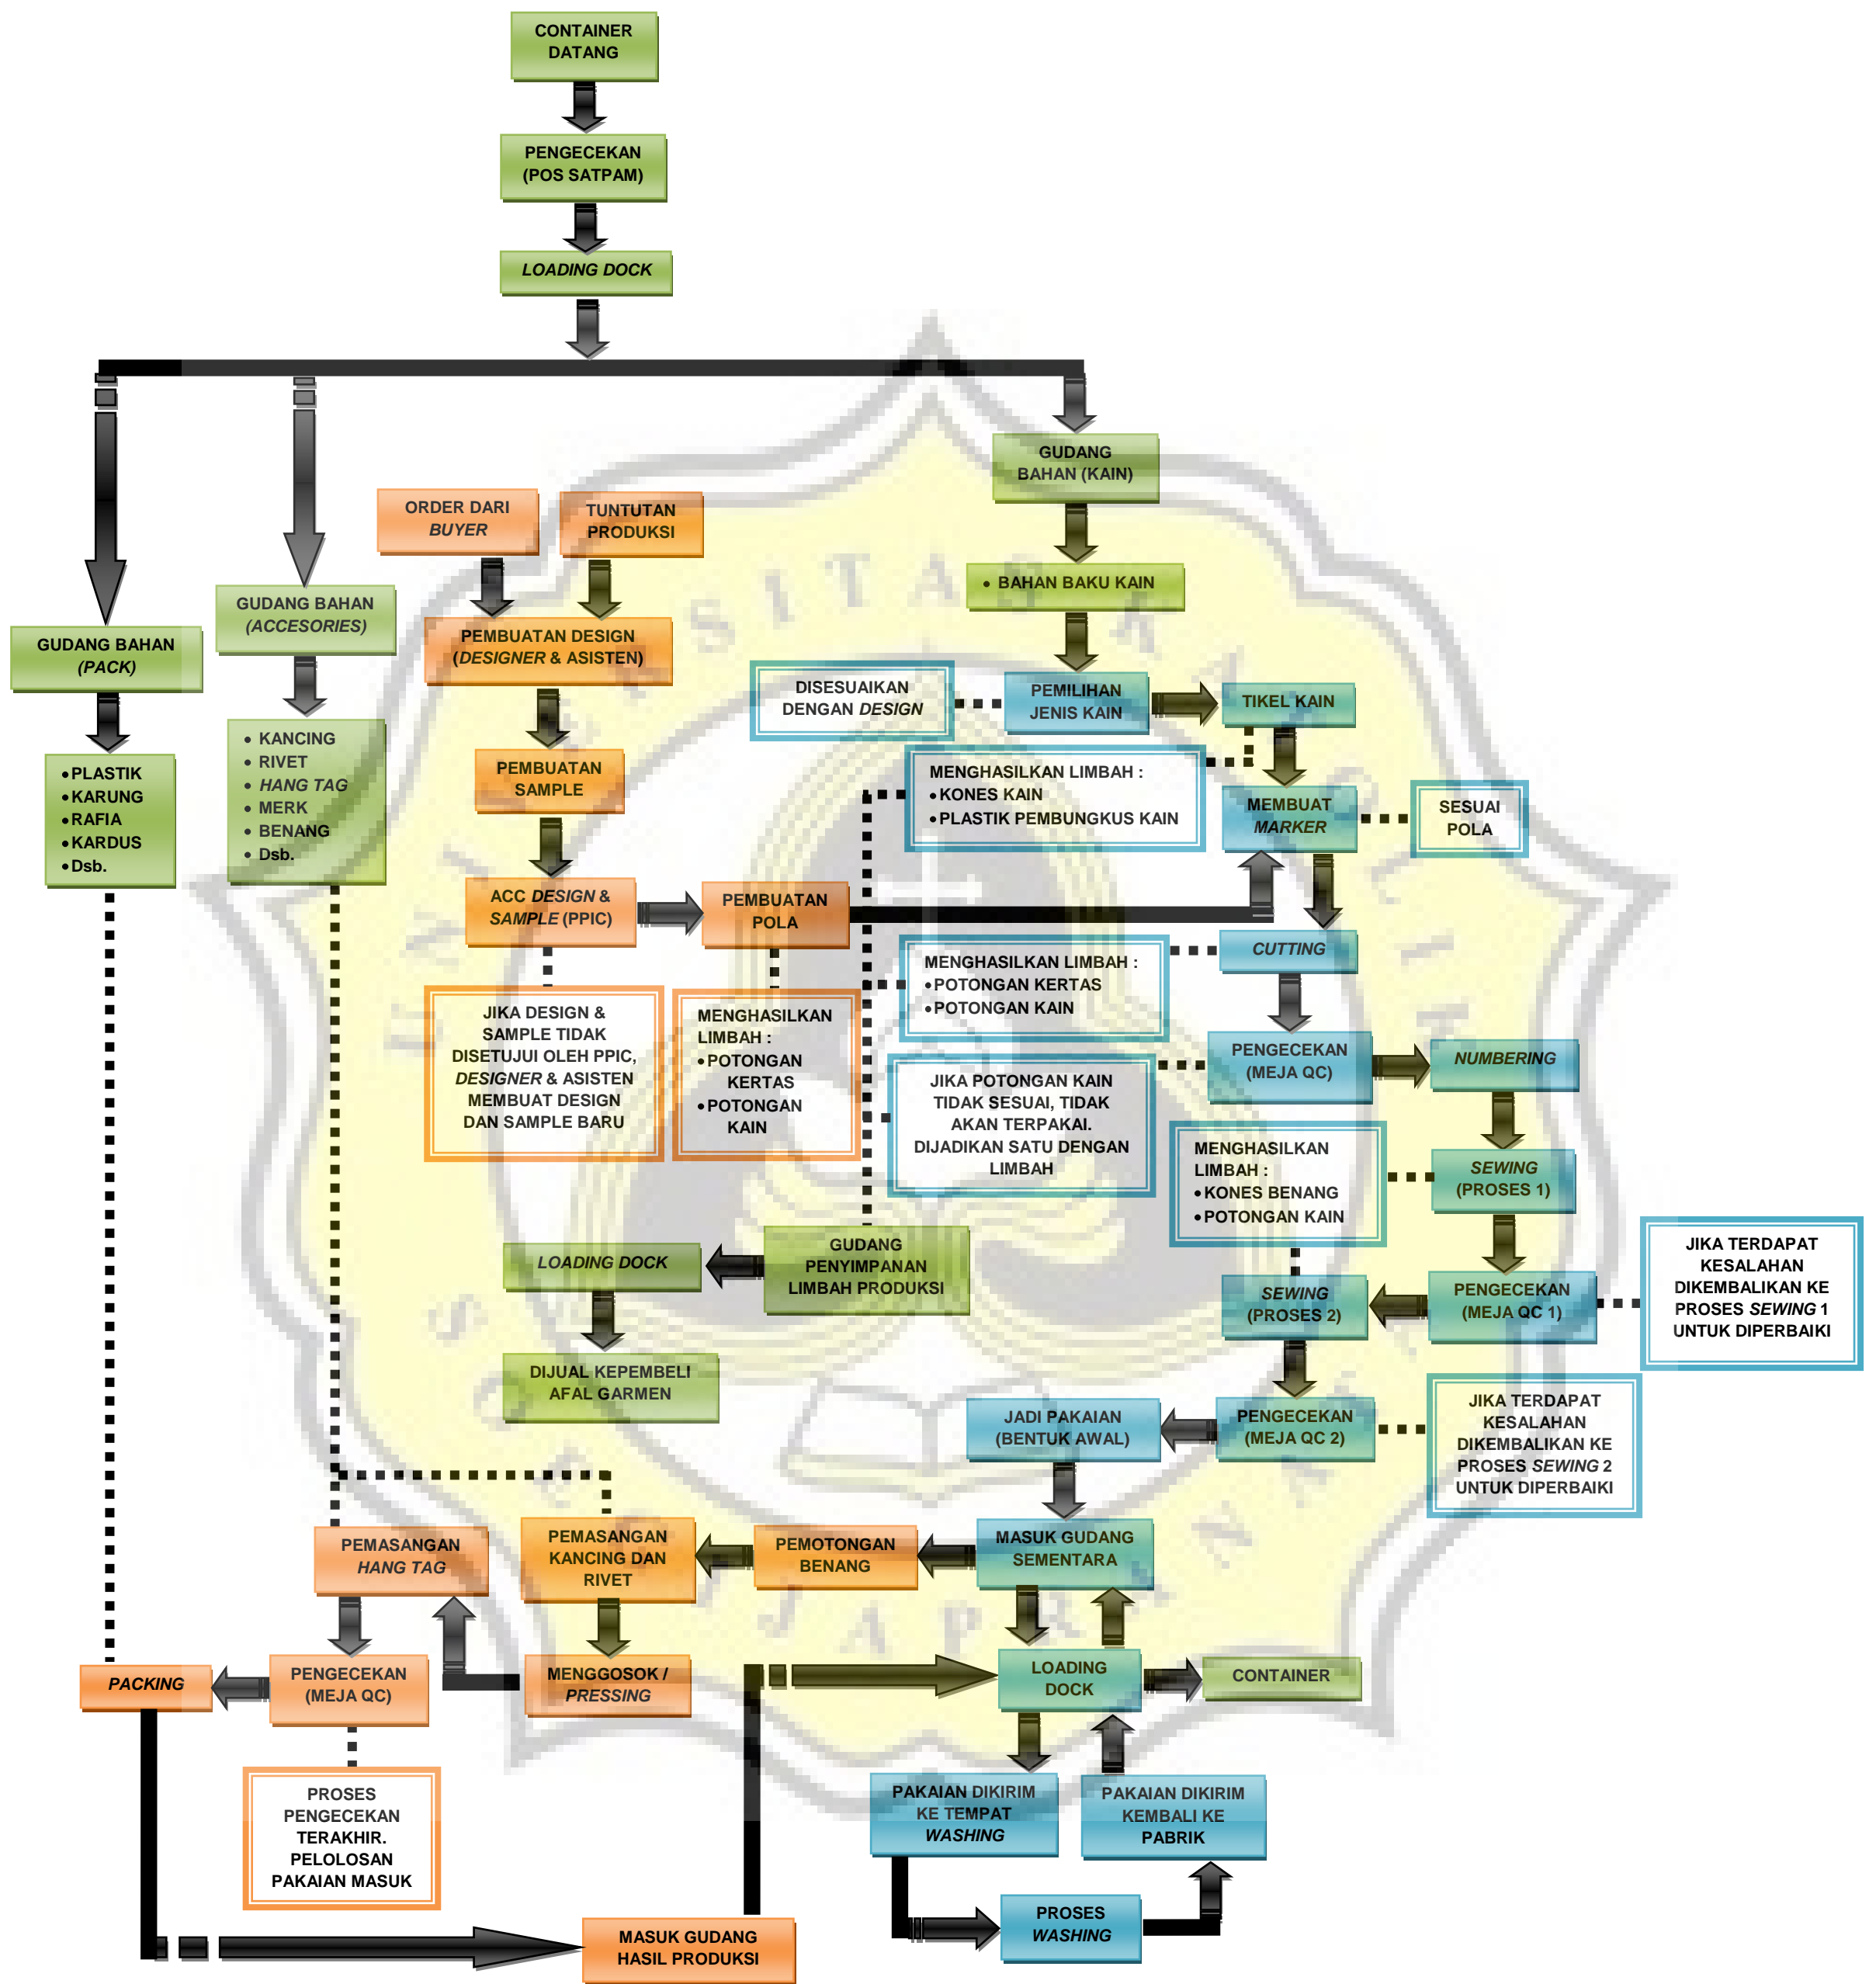 CONTAINER
DATANG
PENGECEKAN
(POS SATPAM)
LOADING DOCK
GUDANG
BAHAN (KAIN)
ORDER DARI
BUYER
TUNTUTAN
PRODUKSI
• BAHAN BAKU KAIN
GUDANG BAHAN
(ACCESORIES)
GUDANG BAHAN
(PACK)
PEMBUATAN DESIGN
(DESIGNER & ASISTEN)
DISESUAIKAN
DENGAN DESIGN
PEMILIHAN
JENIS KAIN
TIKEL KAIN
• KANCING
• RIVET
• HANG TAG
• MERK
• BENANG
• Dsb.
• PLASTIK
• KARUNG
• RAFIA
• KARDUS
• Dsb.
PEMBUATAN
SAMPLE
MENGHASILKAN LIMBAH :
• KONES KAIN
• PLASTIK PEMBUNGKUS KAIN
MEMBUAT
MARKER
SESUAI
POLA
ACC DESIGN &
SAMPLE (PPIC)
PEMBUATAN
POLA
CUTTING
MENGHASILKAN LIMBAH :
• POTONGAN KERTAS
• POTONGAN KAIN
JIKA DESIGN &
SAMPLE TIDAK
DISETUJUI OLEH PPIC,
DESIGNER & ASISTEN
MEMBUAT DESIGN
DAN SAMPLE BARU
MENGHASILKAN
LIMBAH :
• POTONGAN
KERTAS
• POTONGAN
KAIN
JIKA POTONGAN KAIN
TIDAK SESUAI, TIDAK
AKAN TERPAKAI.
DIJADIKAN SATU DENGAN
LIMBAH
PENGECEKAN
(MEJA QC)
NUMBERING
MENGHASILKAN
LIMBAH :
• KONES BENANG
• POTONGAN KAIN
SEWING
(PROSES 1)
LOADING DOCK
GUDANG
PENYIMPANAN
LIMBAH PRODUKSI
SEWING
(PROSES 2)
PENGECEKAN
(MEJA QC 1)
JIKA TERDAPAT
KESALAHAN
DIKEMBALIKAN KE
PROSES SEWING 1
UNTUK DIPERBAIKI
DIJUAL KEPEMBELI
AFAL GARMEN
JADI PAKAIAN
(BENTUK AWAL)
PENGECEKAN
(MEJA QC 2)
JIKA TERDAPAT
KESALAHAN
DIKEMBALIKAN KE
PROSES SEWING 2
UNTUK DIPERBAIKI
PEMASANGAN
HANG TAG
PEMASANGAN
KANCING DAN
RIVET
PEMOTONGAN
BENANG
MASUK GUDANG
SEMENTARA
PACKING
PENGECEKAN
(MEJA QC)
MENGGOSOK /
PRESSING
LOADING
DOCK
CONTAINER
PROSES
PENGECEKAN
TERAKHIR.
PELOLOSAN
PAKAIAN MASUK
PAKAIAN DIKIRIM
KE TEMPAT
WASHING
PAKAIAN DIKIRIM
KEMBALI KE
PABRIK
MASUK GUDANG
HASIL PRODUKSI
PROSES
WASHING